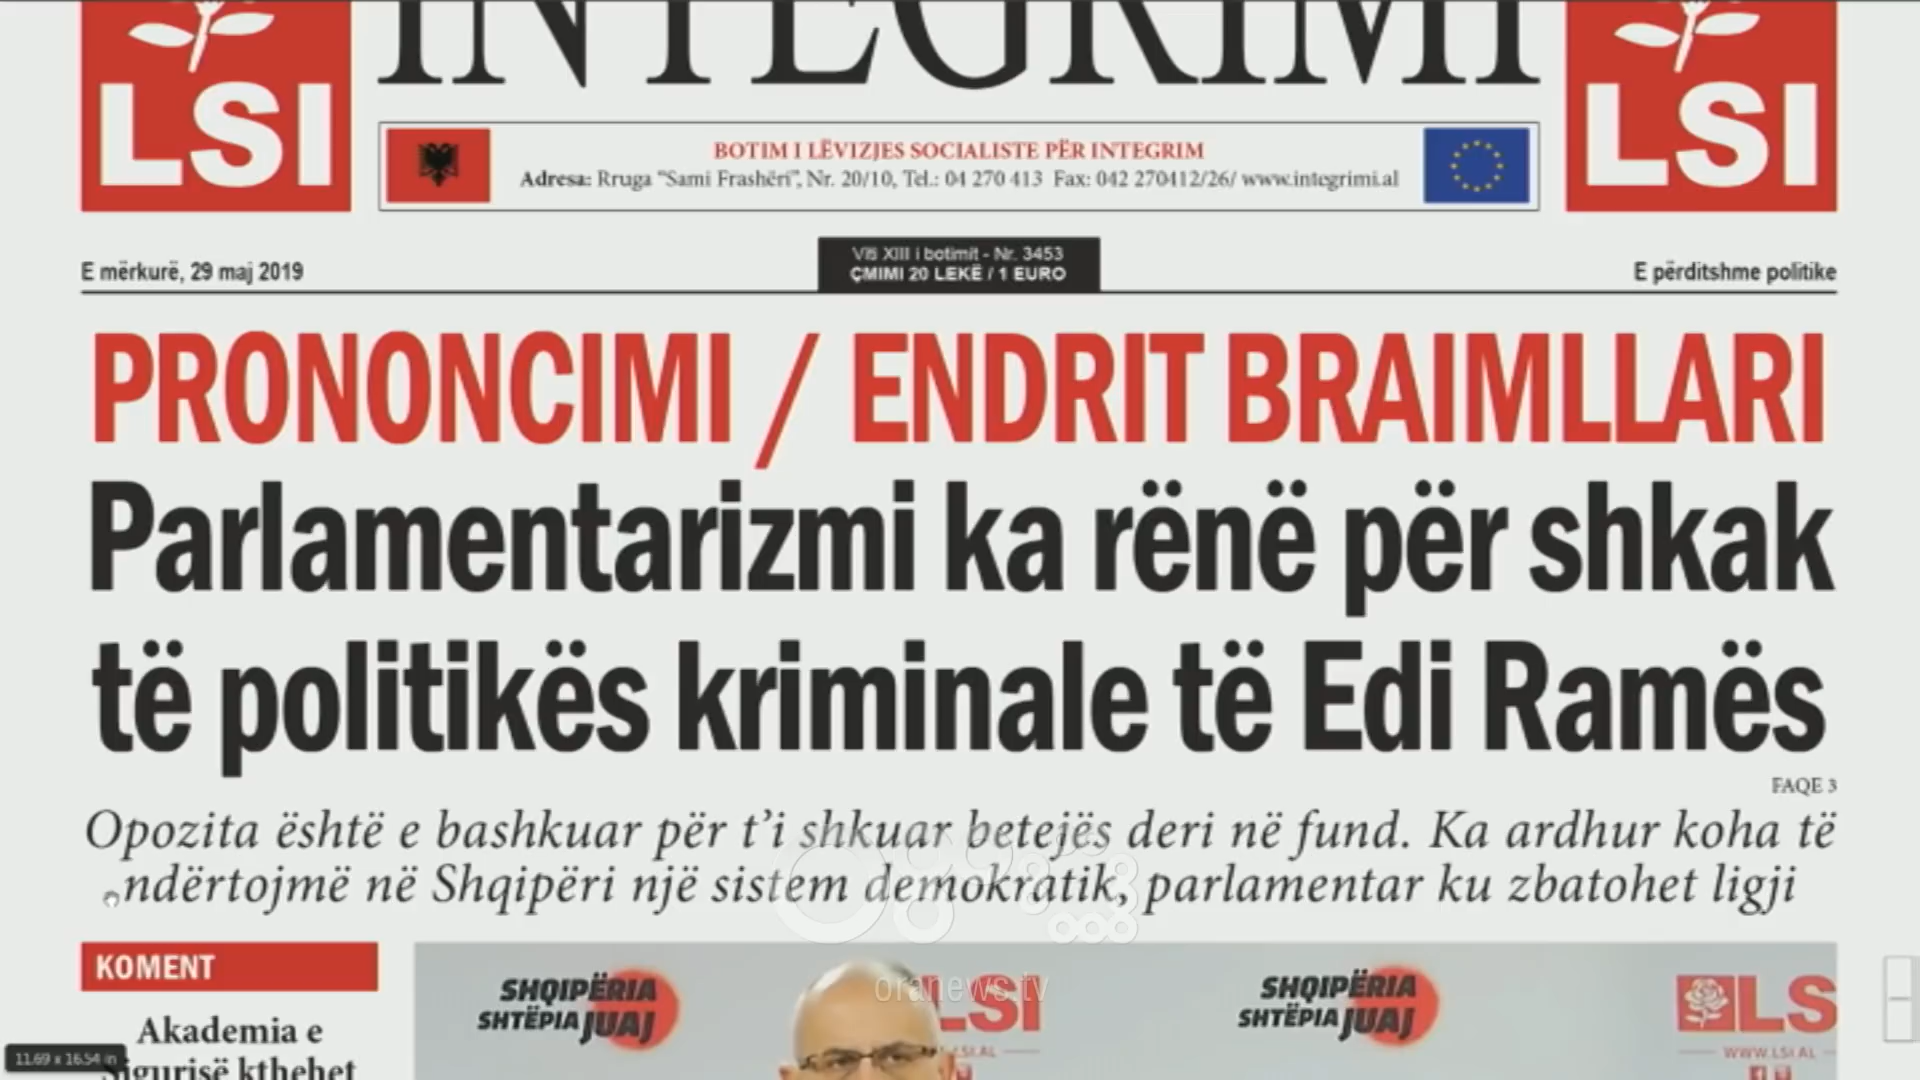 INTEGRIMI
LSI
LSI
BOTIM I LËVIZJES SOCIALISTE PËR INTEGRIM
Adresa: Rruga “Sami Frashëri”, Nr. 20/10, Tel.: 04 270 413 Fax: 042 270412/26/ www.integrimi.al
E mërkurë, 29 maj 2019
Viti XIII i botimit - Nr. 3453
ÇMIMI 20 LEKË / 1 EURO
E përditshme politike
PRONONCIMI / ENDRIT BRAIMLLARI
Parlamentarizmi ka rënë për shkak
të politikës kriminale të Edi Ramës
FAQE 3
Opozita është e bashkuar për t’i shkuar betejës deri në fund. Ka ardhur koha të
ndërtojmë në Shqipëri një sistem demokratik, parlamentar ku zbatohet ligji
KOMENT
Akademia e
Sigurisë kthehet
SHQIPËRIA
SHTËPIA JUAJ
LSI
SHQIPËRIA
SHTËPIA JUAJ
LS
WWW.LSI.AL
oranews.tv
11.69 x 16.54 in